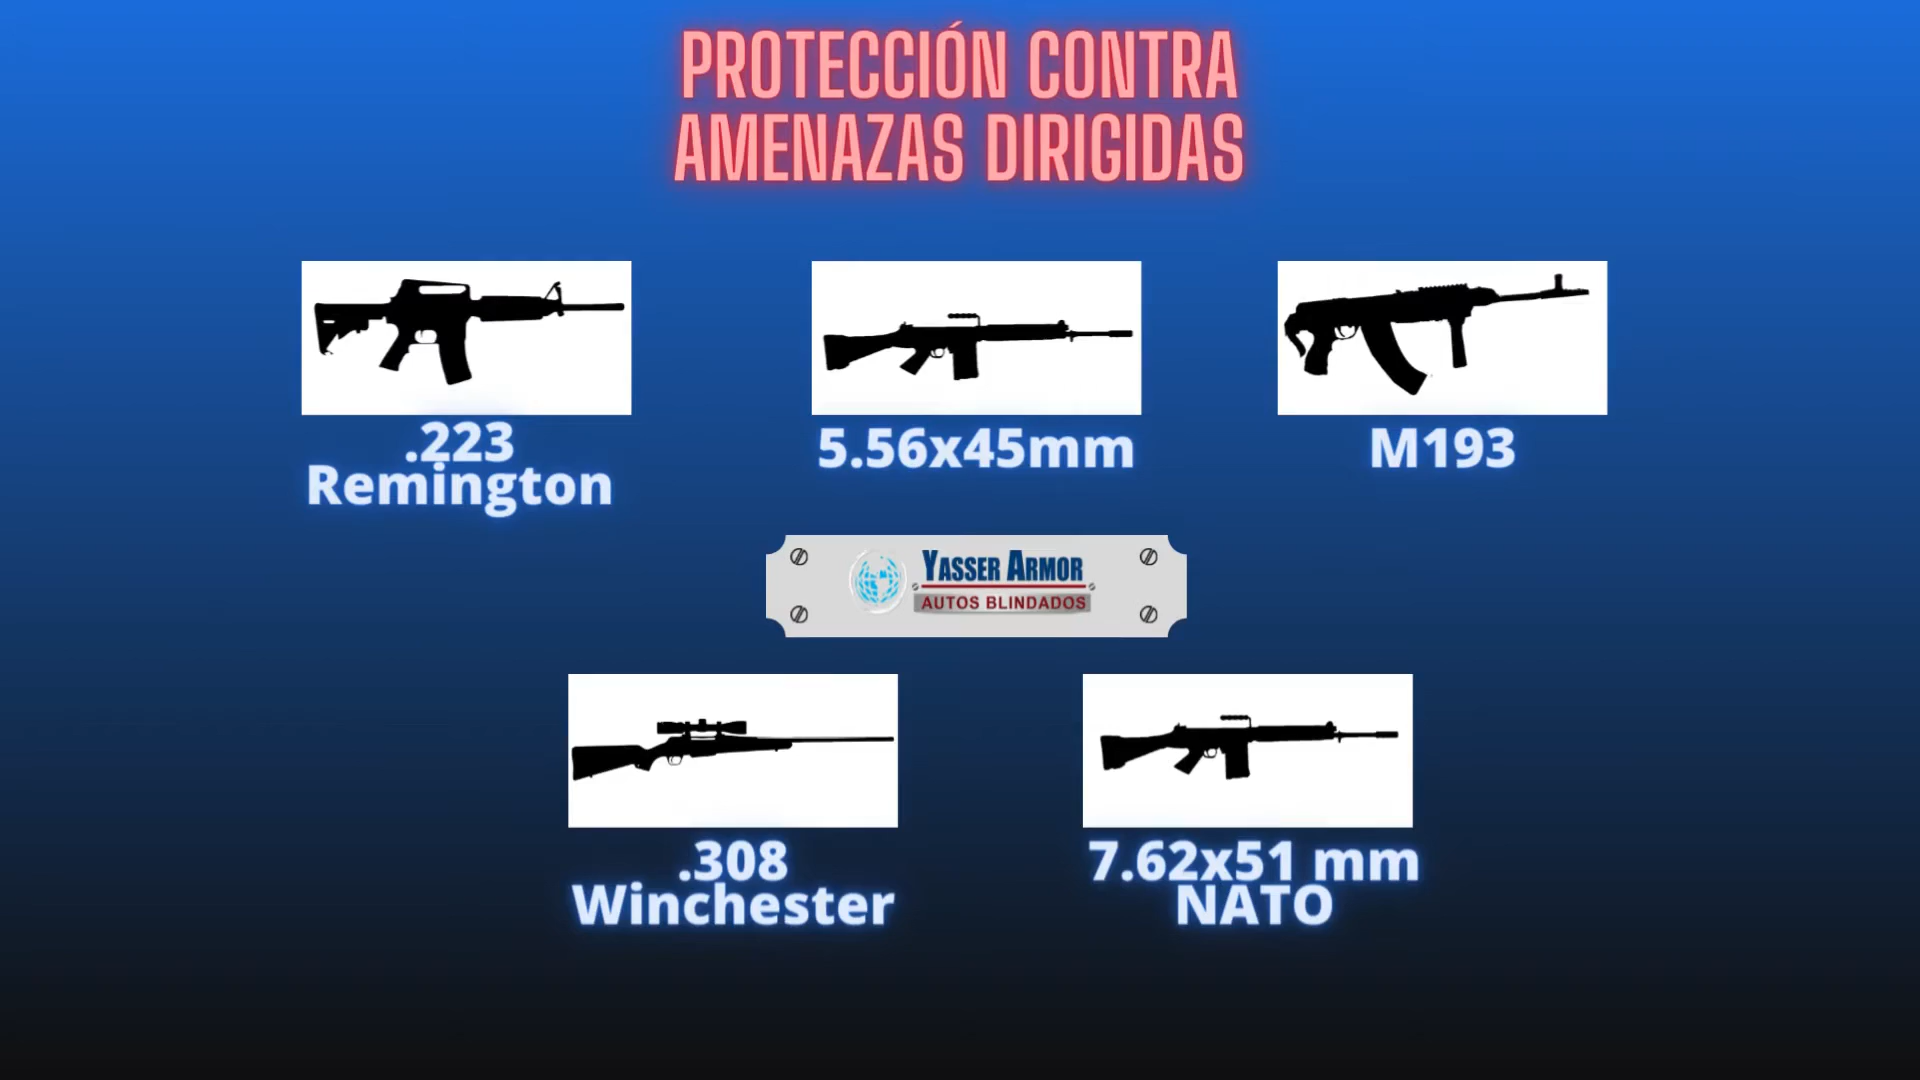 PROTECCIÓN CONTRA
AMENAZAS DIRIGIDAS
.223
Remington
5.56x45mm
M193
YASSER ARMOR
AUTOS BLINDADOS
.308
Winchester
7.62x51 mm
NATO